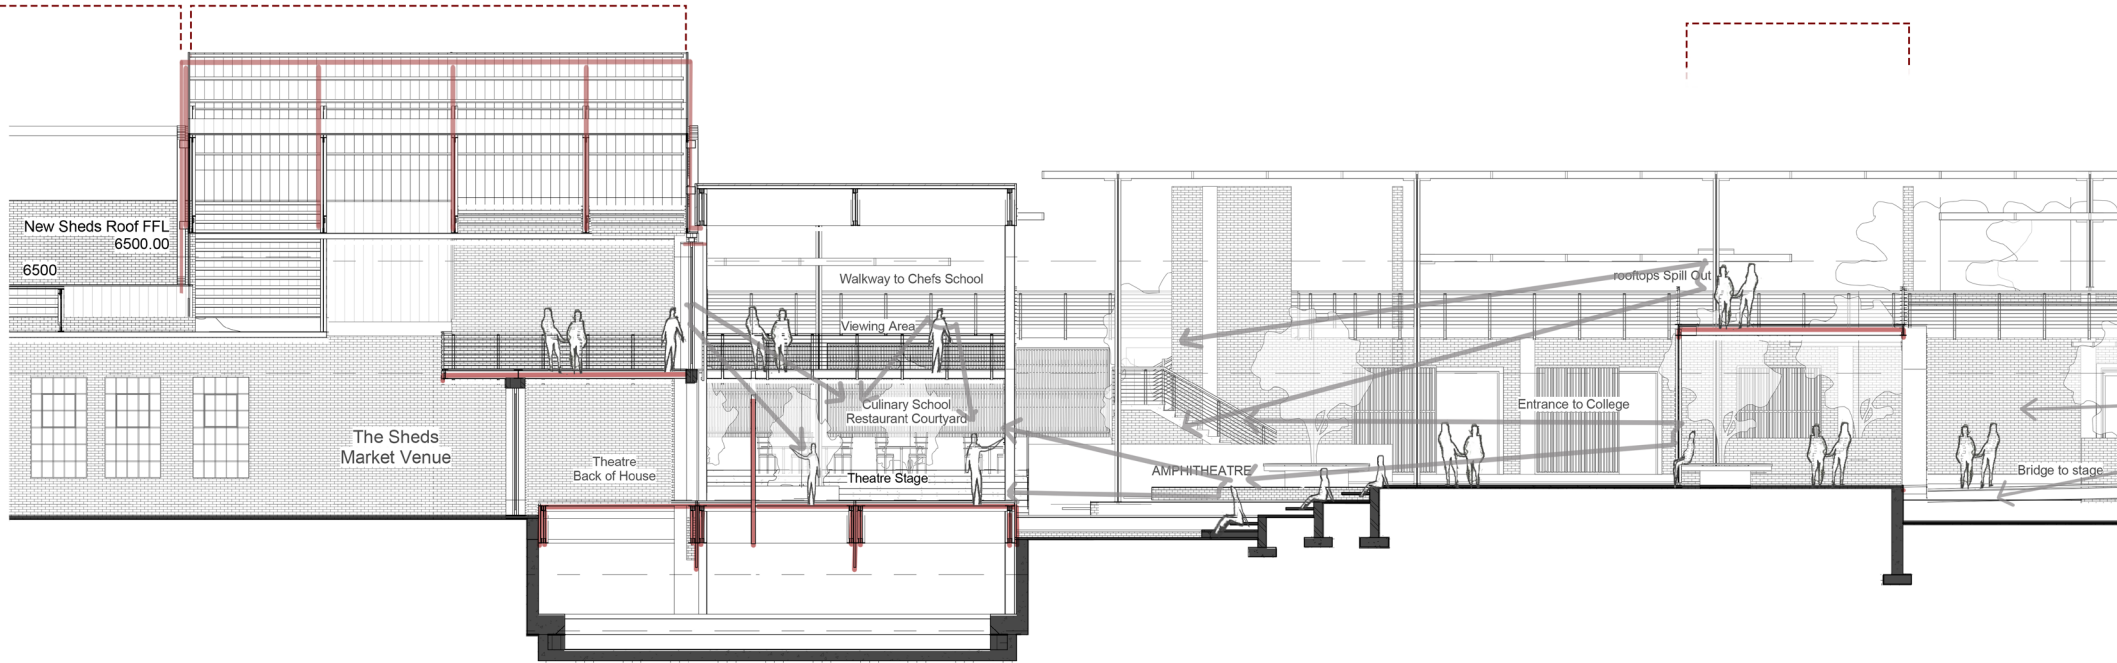 New Sheds Roof FFL
6500.00
6500
Walkway to Chefs School
rooftops Spill Out
Viewing Area
Culinary School
Restaurant Courtyard
Entrance to College
The Sheds
Market Venue
Theatre
Back of House
Theatre Stage
AMPHITHEATRE
Bridge to stage